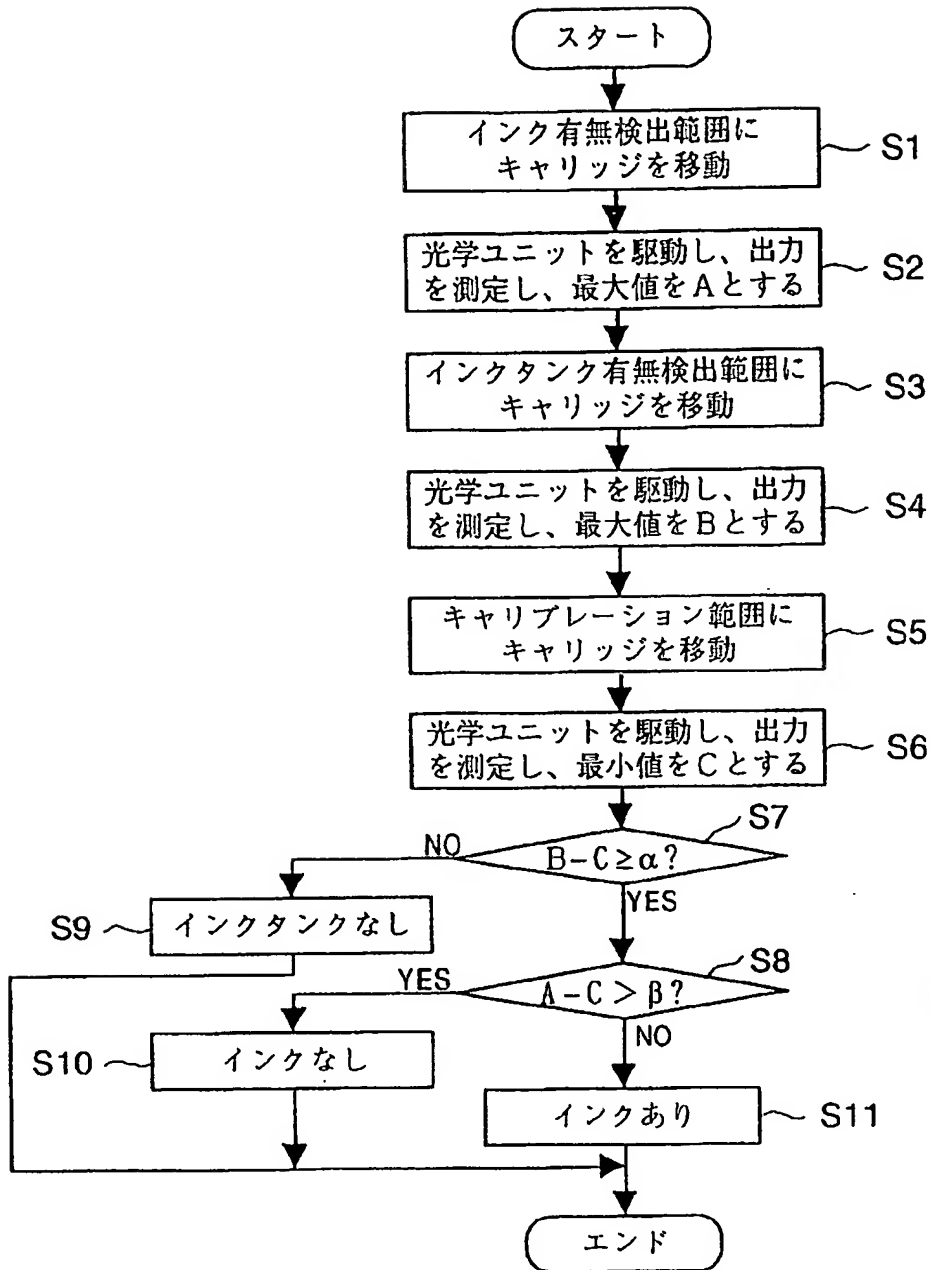 スタート
インク有無検出範囲に
キャリッジを移動
S1
光学ユニットを駆動し、出力
を測定し、最大値をAとする
S2
インクタンク有無検出範囲に
キャリッジを移動
S3
光学ユニットを駆動し、出力
を測定し、最大値をBとする
S4
キャリブレーション範囲に
キャリッジを移動
S5
光学ユニットを駆動し、出力
を測定し、最小値をCとする
S6
S7
B-C≥α?
NO
YES
S9
インクタンクなし
S8
A-C>β?
YES
NO
S10
インクなし
インクあり
S11
エンド